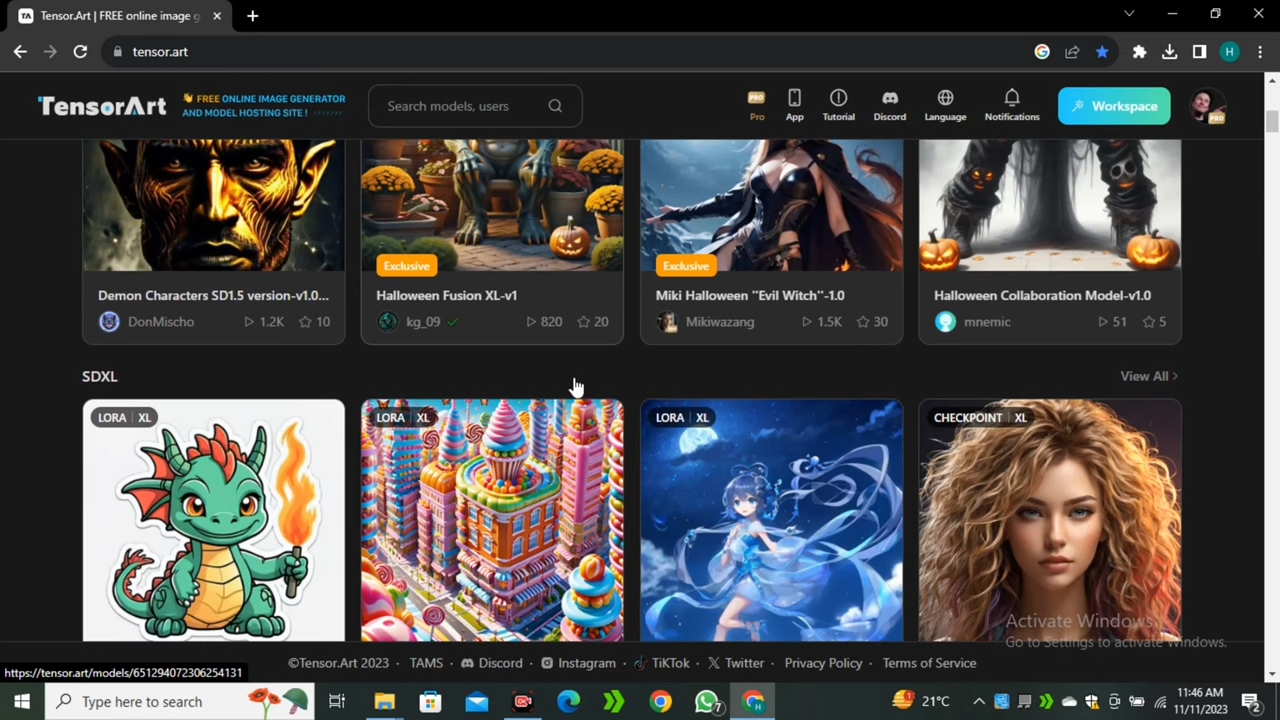 Tensor.Art | FREE online image g
tensor.art
H
TensorArt
FREE ONLINE IMAGE GENERATOR
AND MODEL HOSTING SITE ! >>>>>>>
Search models, users
PRO
Pro
App
Tutorial
Discord
Language
Notifications
Workspace
PRO
Exclusive
Exclusive
Demon Characters SD1.5 version-v1.0...
Halloween Fusion XL-v1
Miki Halloween "Evil Witch"-1.0
Halloween Collaboration Model-v1.0
DonMischo 1.2K 10
kg_09 820 20
Mikiwazang 1.5K 30
mnemic 51 5
SDXL
View All >
LORA | XL
LORA | XL
LORA | XL
CHECKPOINT | XL
Activate Windows
Go to Settings to activate Windows.
©Tensor.Art 2023 · TAMS · Discord · Instagram · TiKTok · Twitter · Privacy Policy · Terms of Service
https://tensor.art/models/651294072306254131
Type here to search
7
H
1
21°C
11:46 AM
11/11/2023
2